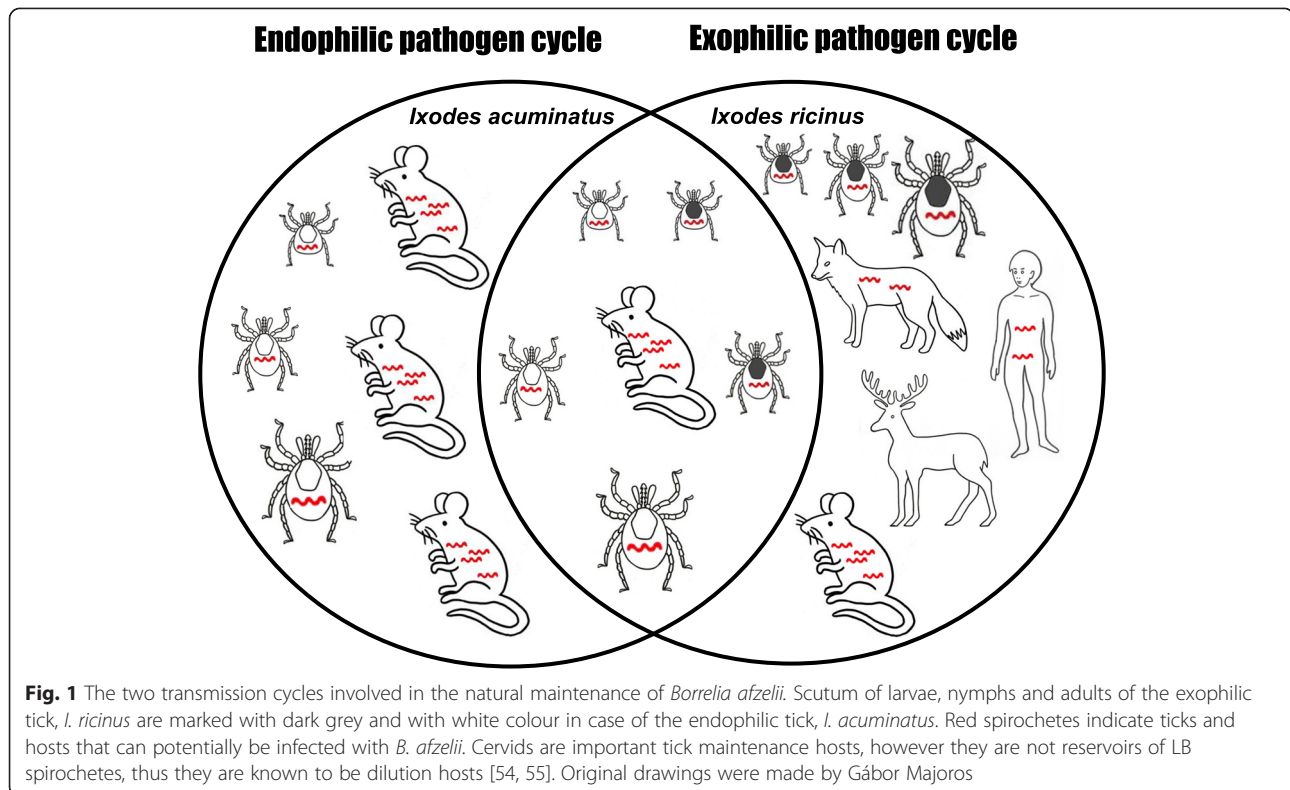 Endophilic pathogen cycle Exophilic pathogen cycle
Ixodes acuminatus Ixodes ricinus
Fig. 1 The two transmission cycles involved in the natural maintenance of Borrelia afzelii. Scutum of larvae, nymphs and adults of the exophilic
tick, I. ricinus are marked with dark grey and with white colour in case of the endophilic tick, I. acuminatus. Red spirochetes indicate ticks and
hosts that can potentially be infected with B. afzelii. Cervids are important tick maintenance hosts, however they are not reservoirs of LB
spirochetes, thus they are known to be dilution hosts [54, 55]. Original drawings were made by Gábor Majoros